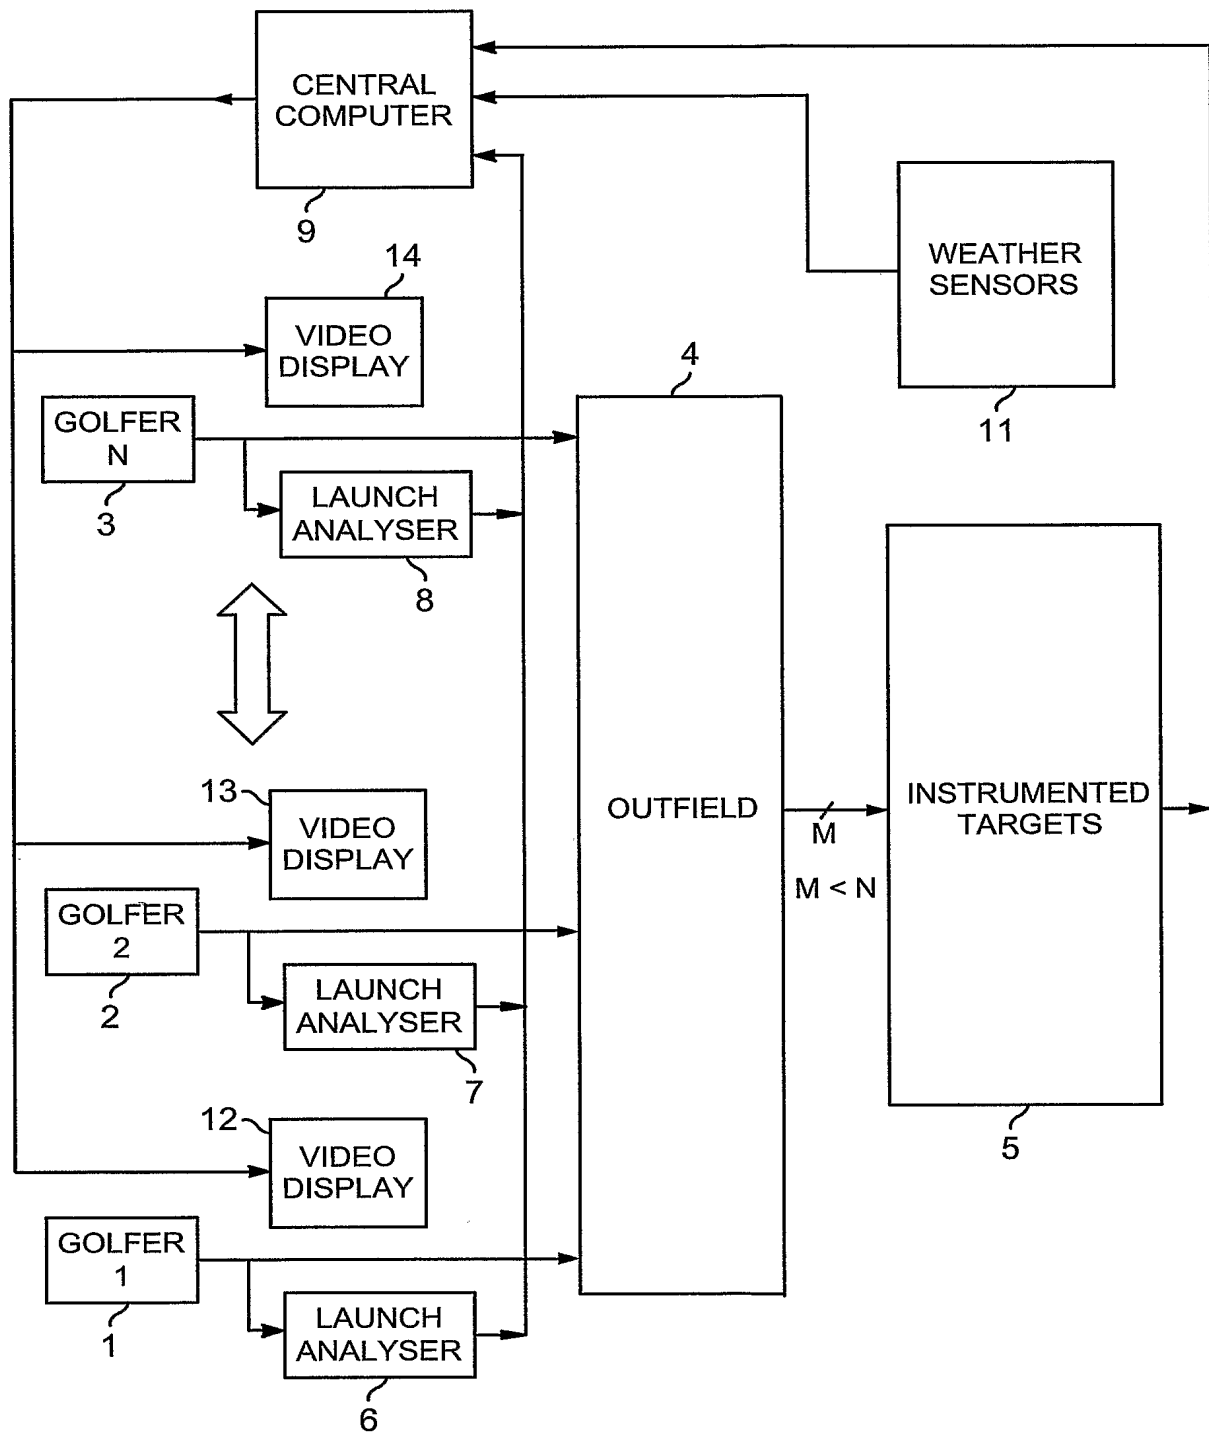 CENTRAL
COMPUTER
9
WEATHER
SENSORS
11
14
VIDEO
DISPLAY
GOLFER
N
3
LAUNCH
ANALYSER
8
4
OUTFIELD
M
M < N
INSTRUMENTED
TARGETS
5
13
VIDEO
DISPLAY
GOLFER
2
2
LAUNCH
ANALYSER
7
12
VIDEO
DISPLAY
GOLFER
1
1
LAUNCH
ANALYSER
6